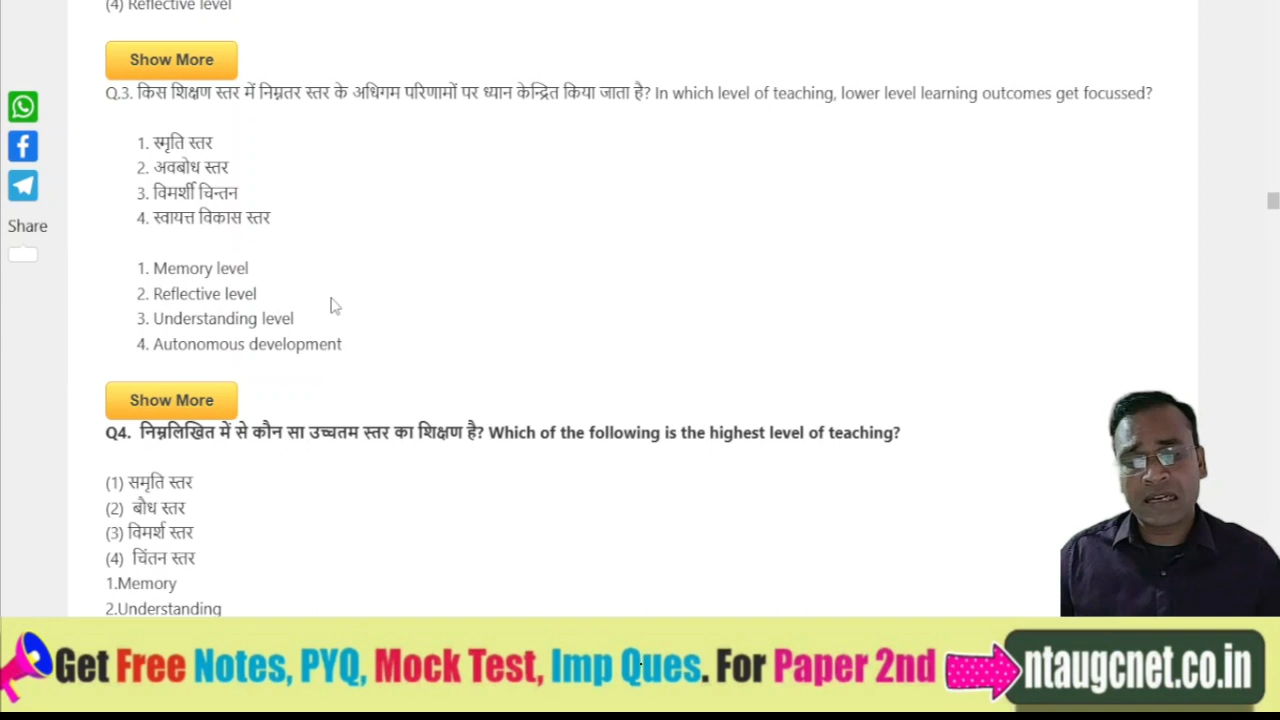 (4) Reflective level
Show More
Q.3. किस शिक्षण स्तर में निम्नतर स्तर के अधिगम परिणामों पर ध्यान केन्द्रित किया जाता है? In which level of teaching, lower level learning outcomes get focussed?
1. स्मृति स्तर
2. अवबोध स्तर
3. विमर्शी चिन्तन
4. स्वायत्त विकास स्तर
Share
1. Memory level
2. Reflective level
3. Understanding level
4. Autonomous development
Show More
Q4. निम्नलिखित में से कौन सा उच्चतम स्तर का शिक्षण है? Which of the following is the highest level of teaching?
(1) समृति स्तर
(2) बौध स्तर
(3) विमर्श स्तर
(4) चिंतन स्तर
1.Memory
2.Understanding
Get Free Notes, PYQ, Mock Test, Imp Ques. For Paper 2nd ntaugcnet.co.in